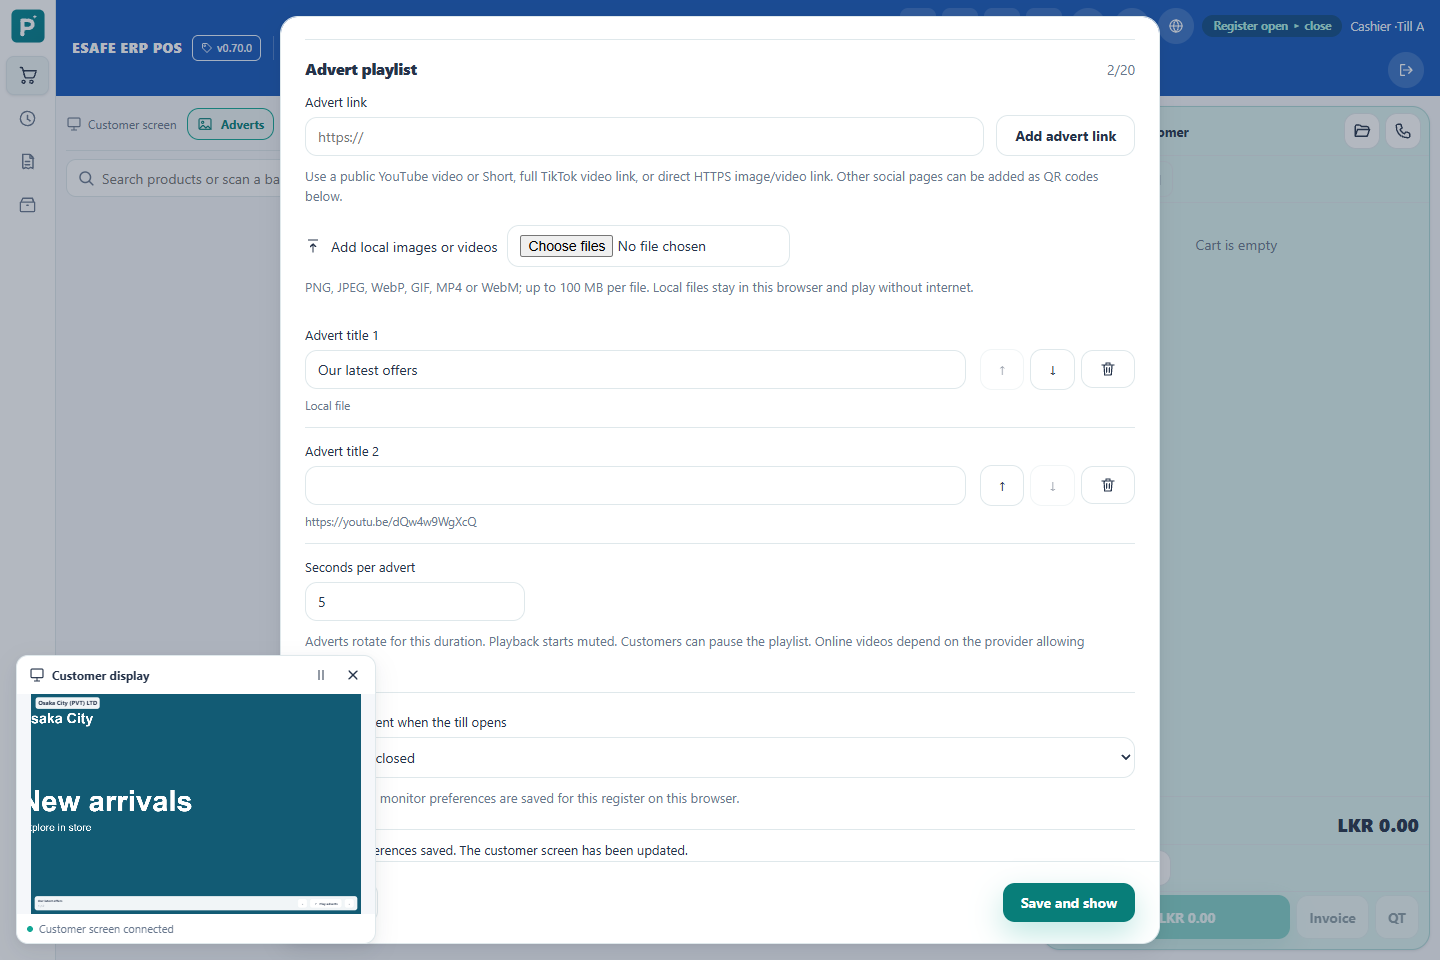 ESAFE ERP POS
v0.70.0
Register open ▸ close
Cashier ·Till A
Customer screen
Adverts
Search products or scan a ba
omer
Cart is empty
LKR 0.00
LKR 0.00
Invoice
QT
Advert playlist
2/20
Advert link
https://
Add advert link
Use a public YouTube video or Short, full TikTok video link, or direct HTTPS image/video link. Other social pages can be added as QR codes
below.
Add local images or videos
Choose files No file chosen
PNG, JPEG, WebP, GIF, MP4 or WebM; up to 100 MB per file. Local files stay in this browser and play without internet.
Advert title 1
Our latest offers
↑
↓
Local file
Advert title 2
↑
↓
https://youtu.be/dQw4w9WgXcQ
Seconds per advert
5
Adverts rotate for this duration. Playback starts muted. Customers can pause the playlist. Online videos depend on the provider allowing
ent when the till opens
closed
monitor preferences are saved for this register on this browser.
erences saved. The customer screen has been updated.
Save and show
Customer display
Osaka City (PVT) LTD
saka City
New arrivals
xplore in store
Customer screen connected